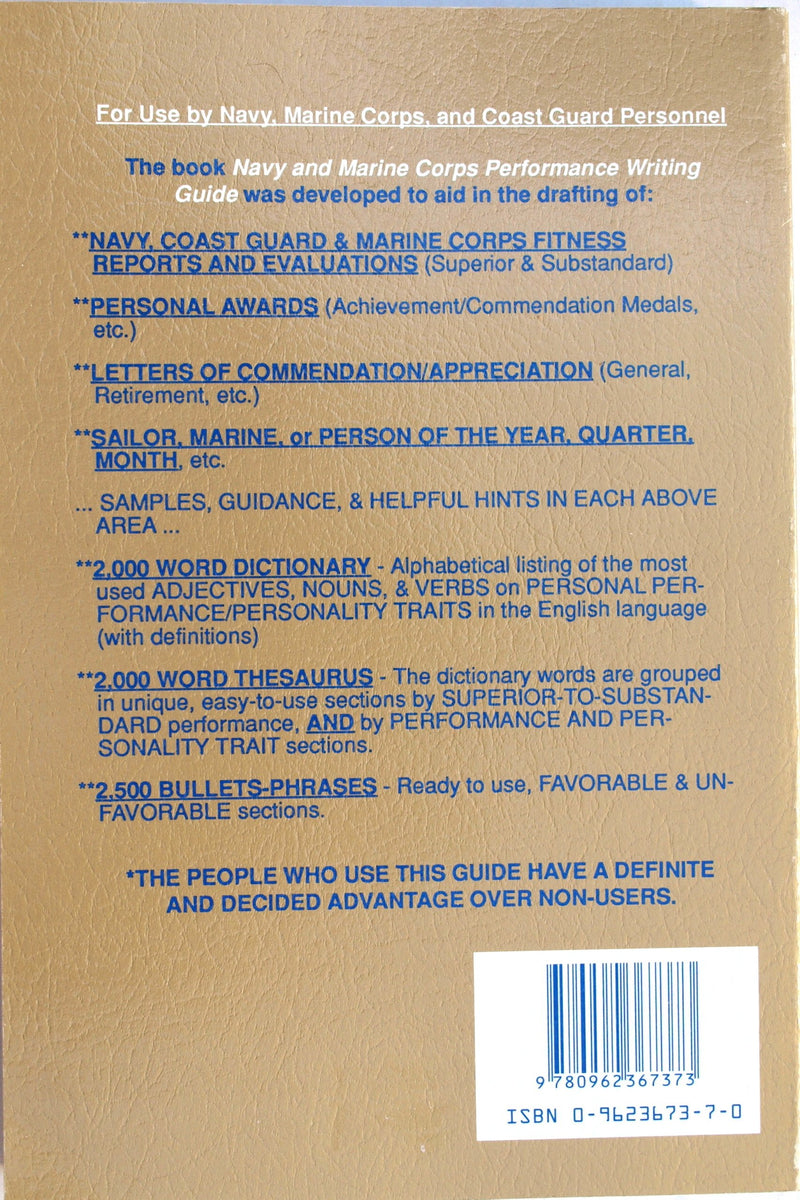 For Use by Navy, Marine Corps, and Coast Guard Personnel
The book Navy and Marine Corps Performance Writing
Guide was developed to aid in the drafting of:
**NAVY, COAST GUARD & MARINE CORPS FITNESS
REPORTS AND EVALUATIONS (Superior & Substandard)
**PERSONAL AWARDS (Achievement/Commendation Medals,
etc.)
**LETTERS OF COMMENDATION/APPRECIATION (General,
Retirement, etc.)
**SAILOR, MARINE, or PERSON OF THE YEAR, QUARTER,
MONTH, etc.
... SAMPLES, GUIDANCE, & HELPFUL HINTS IN EACH ABOVE
AREA ...
**2,000 WORD DICTIONARY - Alphabetical listing of the most
used ADJECTIVES, NOUNS, & VERBS on PERSONAL PER-
FORMANCE/PERSONALITY TRAITS in the English language
(with definitions)
**2,000 WORD THESAURUS - The dictionary words are grouped
in unique, easy-to-use sections by SUPERIOR-TO-SUBSTAN-
DARD performance, AND by PERFORMANCE AND PER-
SONALITY TRAIT sections.
**2,500 BULLETS-PHRASES - Ready to use, FAVORABLE & UN-
FAVORABLE sections.
*THE PEOPLE WHO USE THIS GUIDE HAVE A DEFINITE
AND DECIDED ADVANTAGE OVER NON-USERS.
9 780962 367373
ISBN 0-9623673-7-0